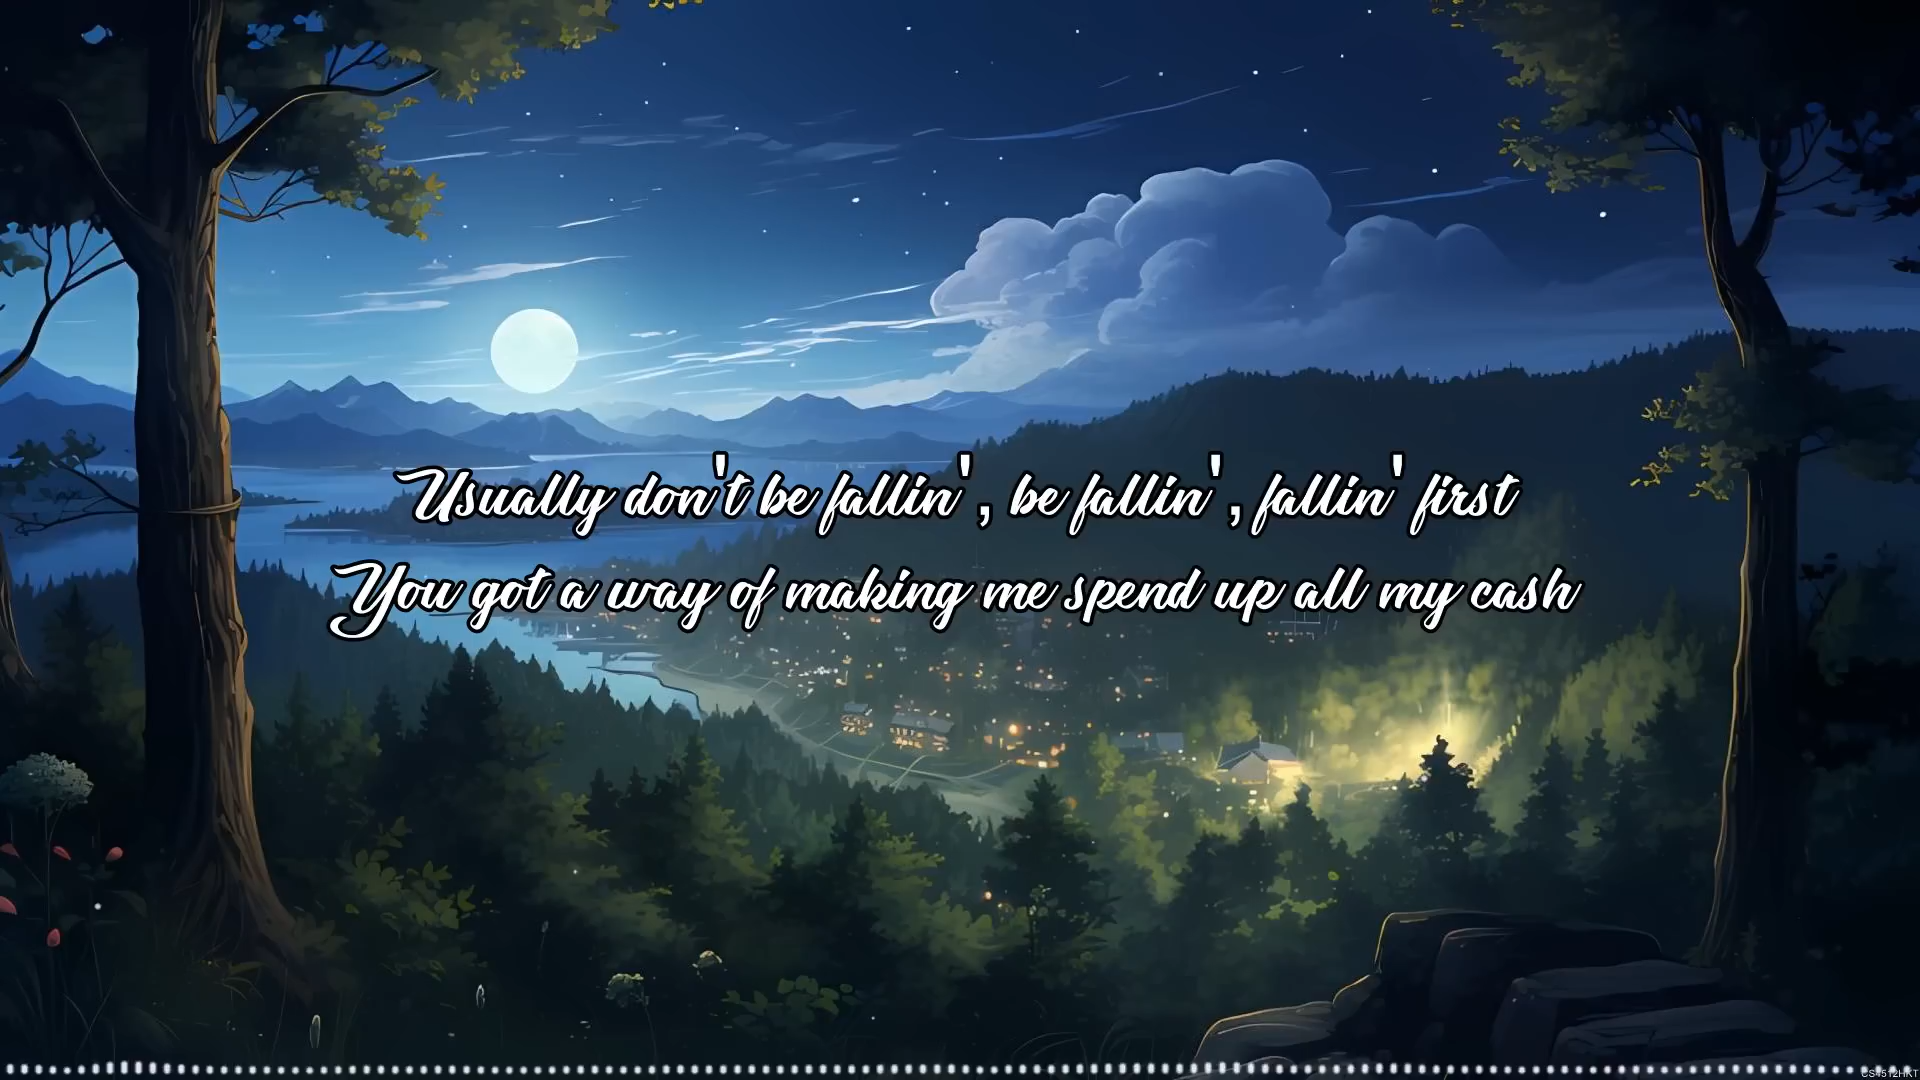 Usually don't be fallin', be fallin', fallin' first
You got a way of making me spend up all my cash
CS4512HKT